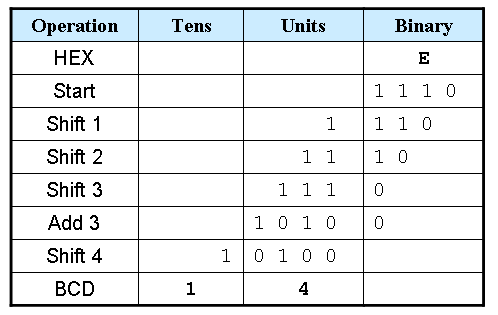 Operation Tens Units Binary
HEX E
Start 1 1 1 0
Shift 1 1 1 1 0
Shift 2 1 1 1 0
Shift 3 1 1 1 0
Add 3 1 0 1 0 0
Shift 4 1 0 1 0 0
BCD 1 4